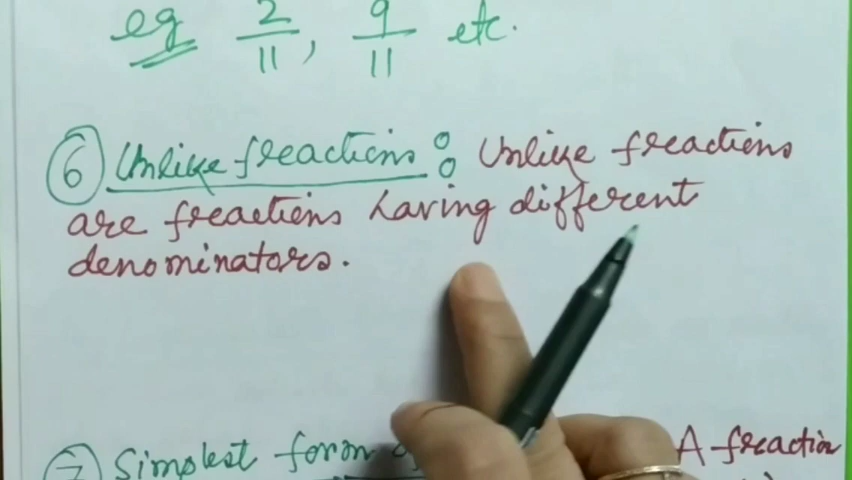 eg 2/11, 9/11 etc.
6 Unlike fractions : Unlike fractions
are fractions having different
denominators.
7 Simplest form A fraction